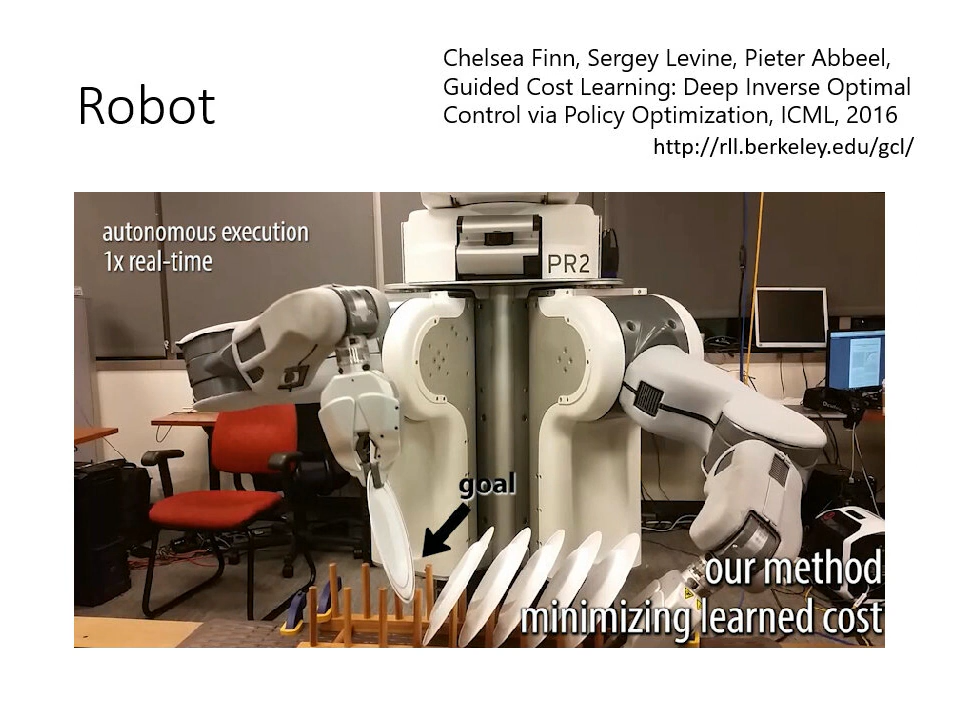 Robot
Chelsea Finn, Sergey Levine, Pieter Abbeel,
Guided Cost Learning: Deep Inverse Optimal
Control via Policy Optimization, ICML, 2016
http://rll.berkeley.edu/gcl/
autonomous execution
1x real-time
PR2
goal
our method
minimizing learned cost